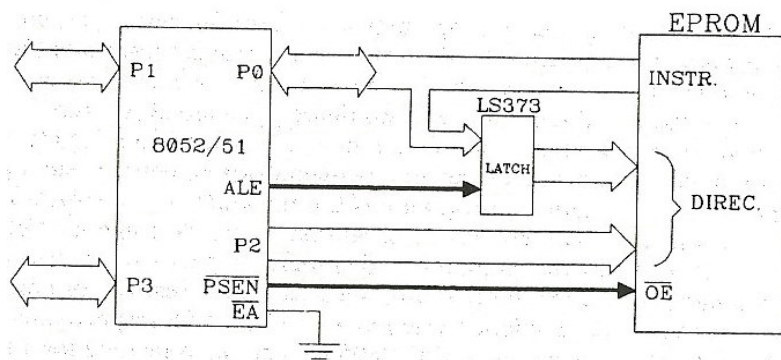 EPROM
P1
P0
INSTR.
LS373
8052/51
LATCH
ALE
DIREC.
P2
P3
PSEN
OE
EA